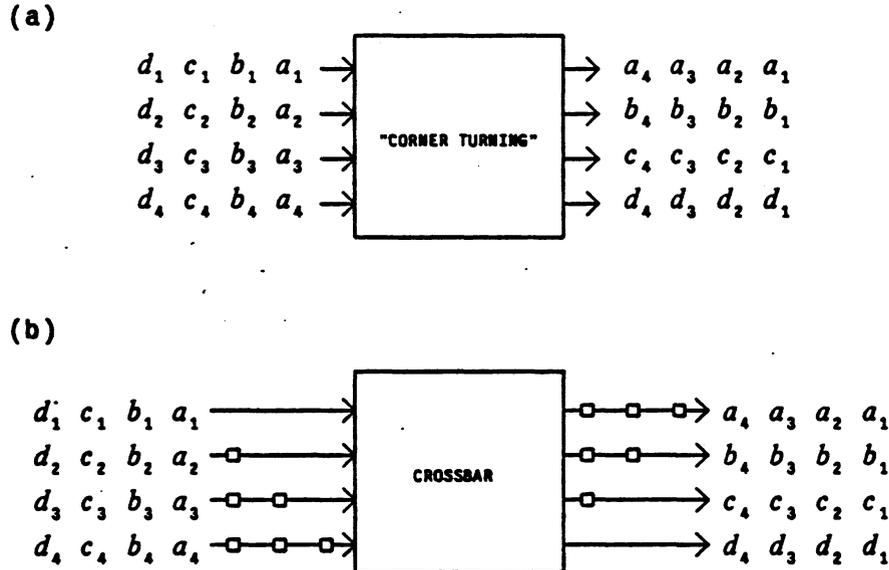 (a)
d₁ c₁ b₁ a₁ a₄ a₃ a₂ a₁
d₂ c₂ b₂ a₂ b₄ b₃ b₂ b₁
"CORNER TURNING"
d₃ c₃ b₃ a₃ c₄ c₃ c₂ c₁
d₄ c₄ b₄ a₄ d₄ d₃ d₂ d₁
(b)
d₁ c₁ b₁ a₁ a₄ a₃ a₂ a₁
d₂ c₂ b₂ a₂ b₄ b₃ b₂ b₁
CROSSBAR
d₃ c₃ b₃ a₃ c₄ c₃ c₂ c₁
d₄ c₄ b₄ a₄ d₄ d₃ d₂ d₁